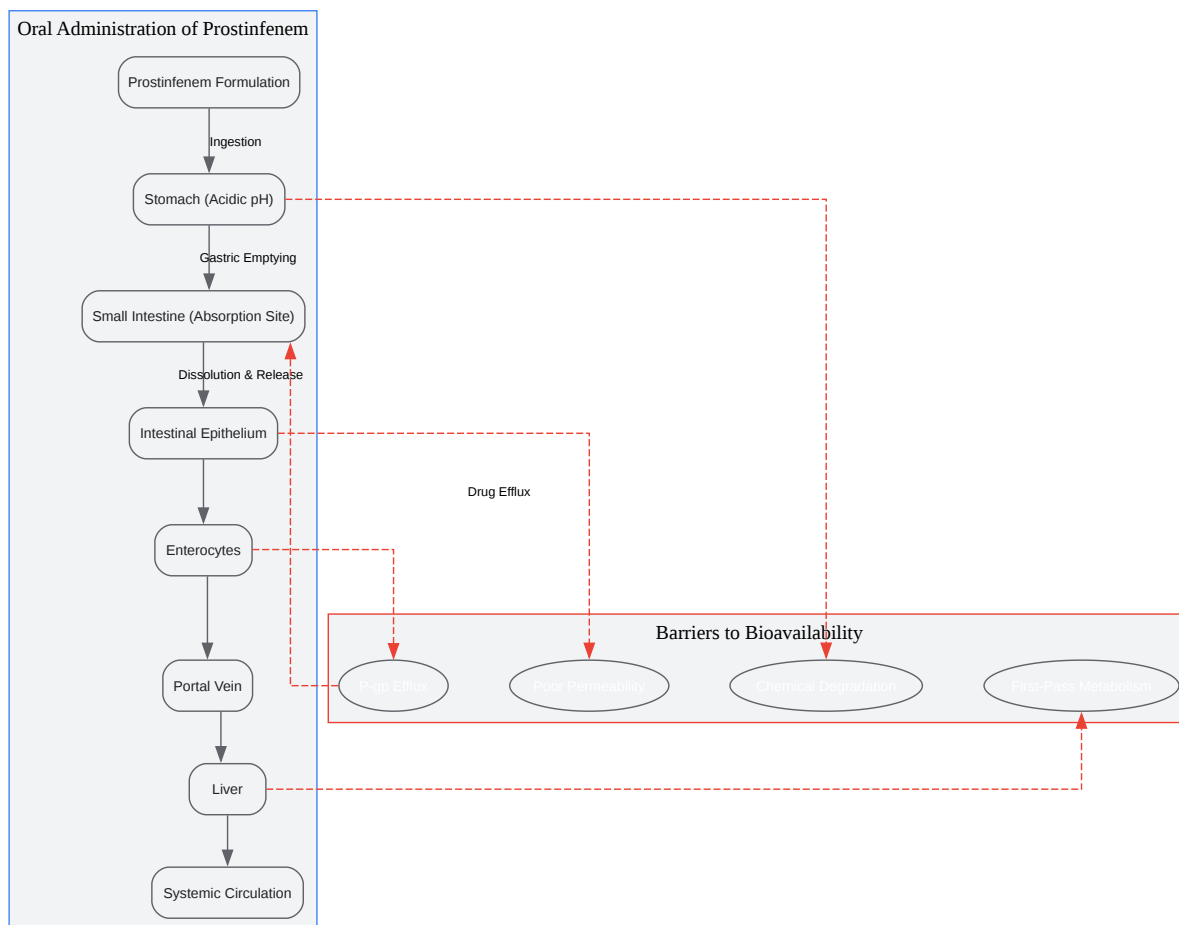 Oral Administration of Prostinfenem
Prostinfenem Formulation
Ingestion
Stomach (Acidic pH)
Gastric Emptying
Small Intestine (Absorption Site)
Dissolution & Release
Intestinal Epithelium
Drug Efflux
Enterocytes
Barriers to Bioavailability
Portal Vein
P-gp Efflux
Poor Permeability
Chemical Degradation
First-Pass Metabolism
Liver
Systemic Circulation